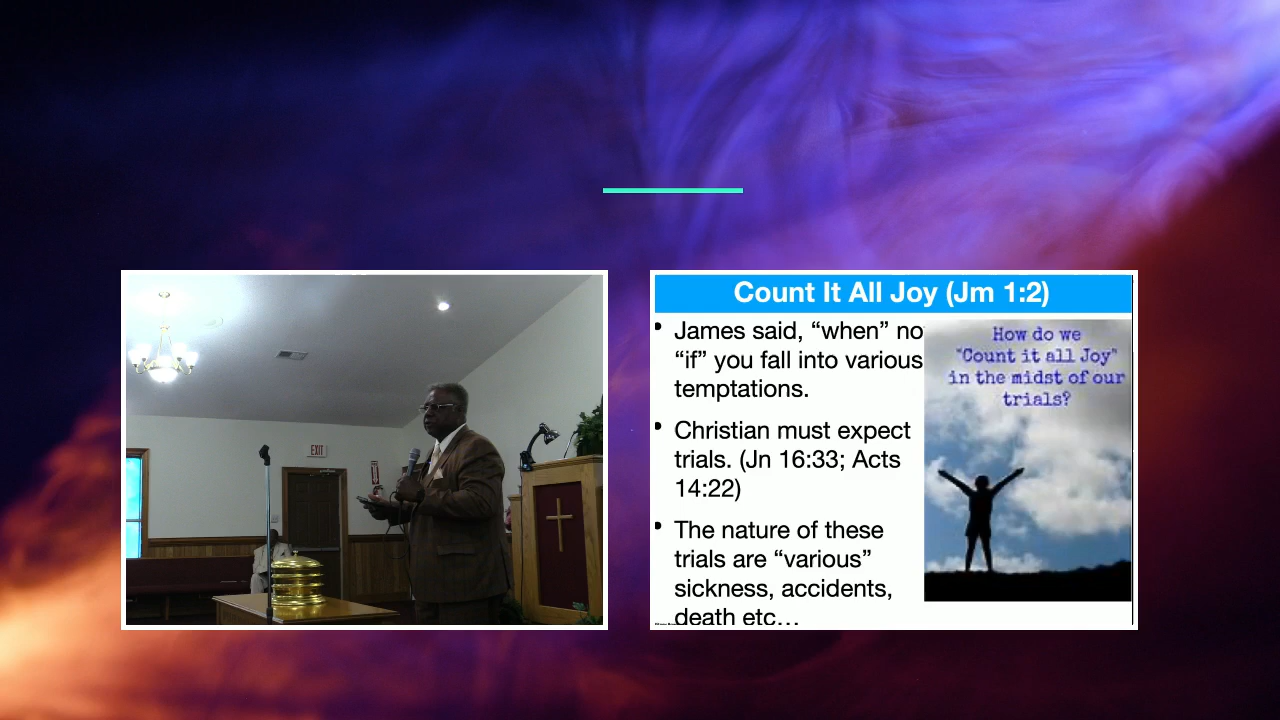 EXIT
Count It All Joy (Jm 1:2)
• James said, “when” no
“if” you fall into various
temptations.
• Christian must expect
trials. (Jn 16:33; Acts
14:22)
• The nature of these
trials are “various”
sickness, accidents,
death etc…
How do we
"Count it all Joy"
in the midst of our
trials?